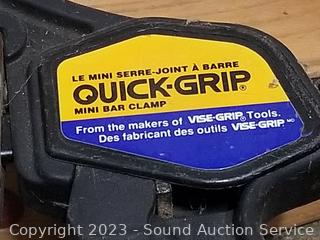 LE MINI SERRE-JOINT À BARRE
QUICK-GRIP®
MINI BAR CLAMP
From the makers of VISE-GRIP® Tools.
Des fabricant des outils VISE-GRIP MD
Copyright 2023 - Sound Auction Service